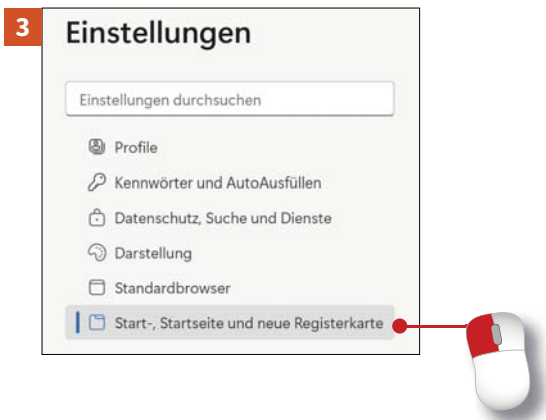 3
Einstellungen
Einstellungen durchsuchen
Profile
Kennwörter und AutoAusfüllen
Datenschutz, Suche und Dienste
Darstellung
Standardbrowser
Start-, Startseite und neue Registerkarte